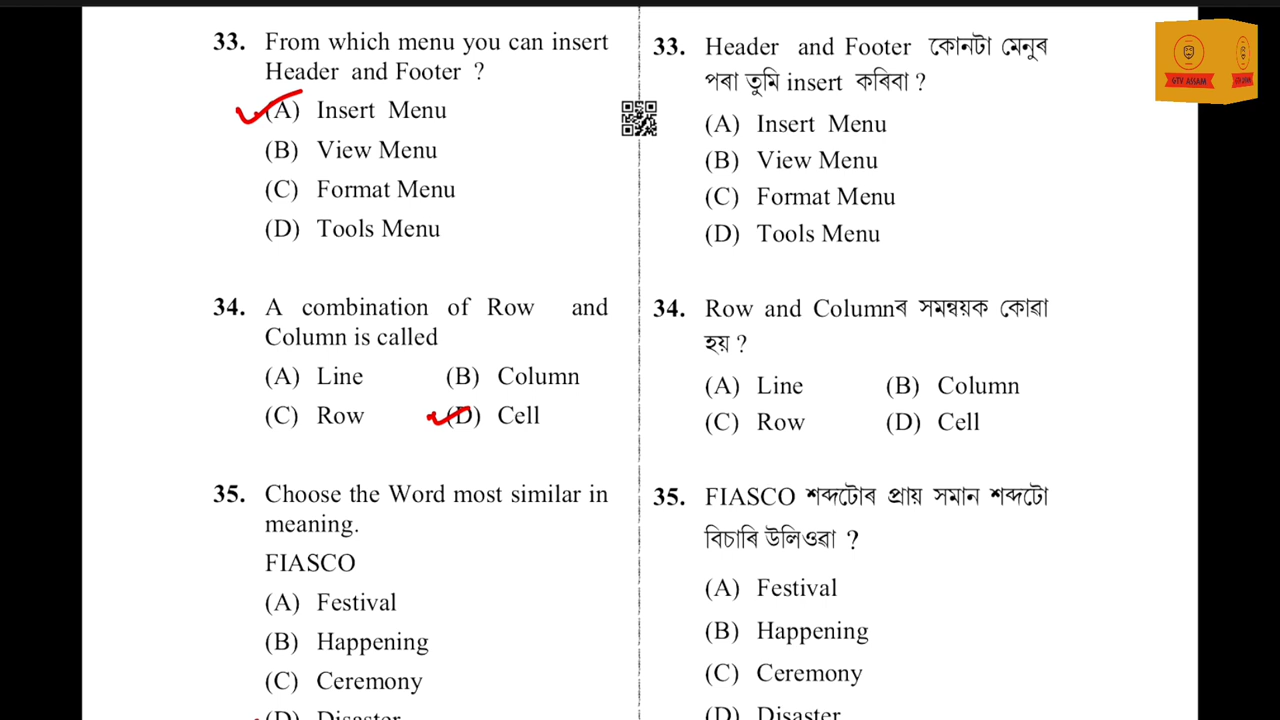 33. From which menu you can insert
Header and Footer ?
(A) Insert Menu
(B) View Menu
(C) Format Menu
(D) Tools Menu
34. A combination of Row and
Column is called
(A) Line (B) Column
(C) Row (D) Cell
35. Choose the Word most similar in
meaning.
FIASCO
(A) Festival
(B) Happening
(C) Ceremony
(D) Disaster
33. Header and Footer কোনটা মেনুৰ
পৰা তুমি insert কৰিবা ?
(A) Insert Menu
(B) View Menu
(C) Format Menu
(D) Tools Menu
34. Row and Columnৰ সমন্বয়ক কোৱা
হয় ?
(A) Line (B) Column
(C) Row (D) Cell
35. FIASCO শব্দটোৰ প্ৰায় সমান শব্দটো
বিচাৰি উলিওৱা ?
(A) Festival
(B) Happening
(C) Ceremony
(D) Disaster
GTV ASSAM